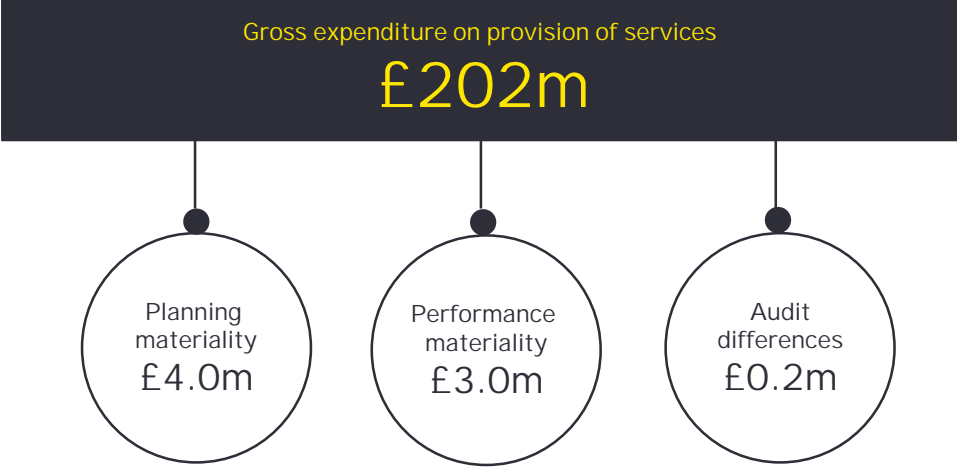 Gross expenditure on provision of services
£202m
Planning
materiality
£4.0m
Performance
materiality
£3.0m
Audit
differences
£0.2m